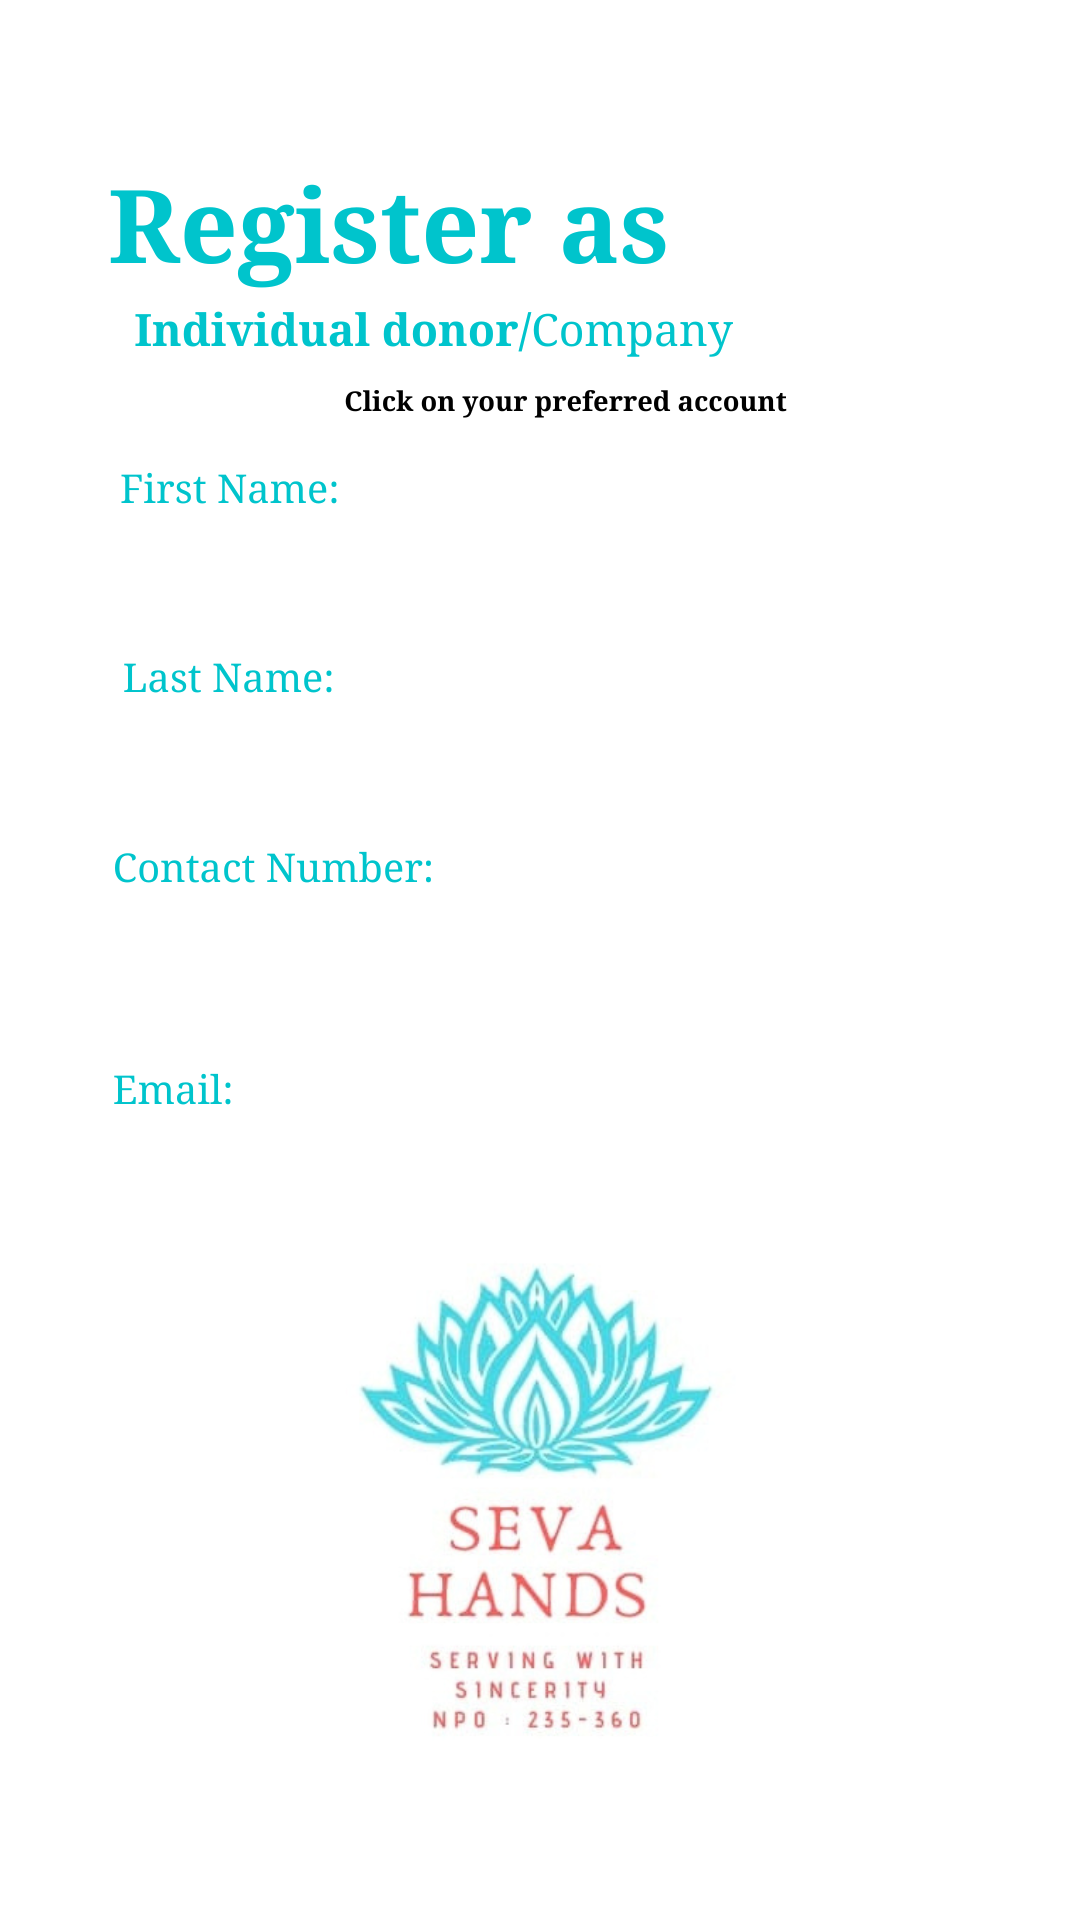 Register as
Individual donor/Company
Click on your preferred account
First Name:
Last Name:
Contact Number:
Email:
SEVA
HANDS
SERVING WITH
SINCERITY
NPO : 235-360